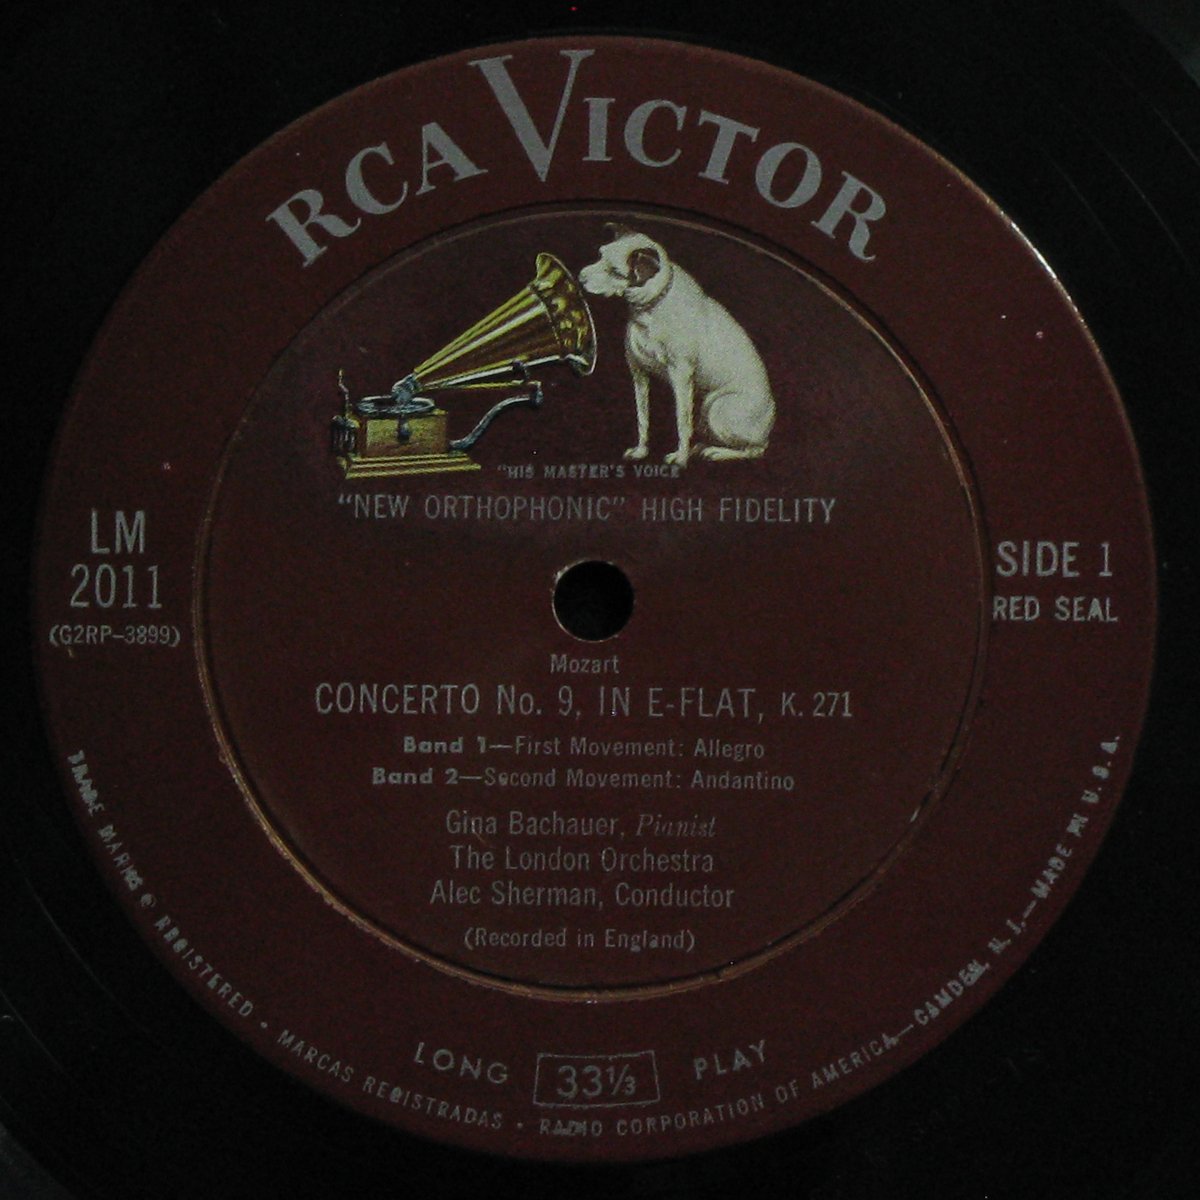 RCA VICTOR
"HIS MASTER'S VOICE
"NEW ORTHOPHONIC" HIGH FIDELITY
LM
2011
(G2RP-3899)
SIDE 1
RED SEAL
Mozart
CONCERTO No. 9, IN E-FLAT, K. 271
Band 1—First Movement: Allegro
Band 2—Second Movement: Andantino
Gina Bachauer, Pianist
The London Orchestra
Alec Sherman, Conductor
(Recorded in England)
LONG 33⅓ PLAY
TRADE MARKS ® REGISTERED • MARCAS REGISTRADAS • RADIO CORPORATION OF AMERICA—CAMDEN, N. J.—MADE IN U.S.A.